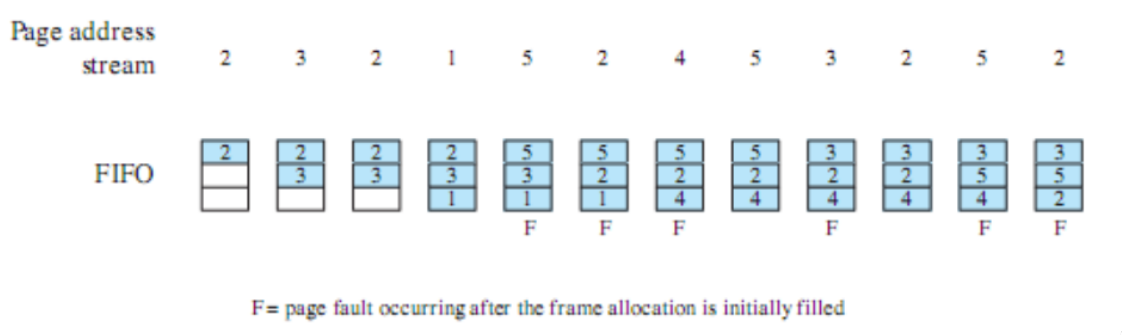 Page address
stream
2 3 2 1 5 2 4 5 3 2 5 2
FIFO
2 2 2 2 5 5 5 5 3 3 3 3
3 3 3 3 2 2 2 2 2 5 5
1 1 1 4 4 4 4 4 2
F F F F F F
F= page fault occurring after the frame allocation is initially filled